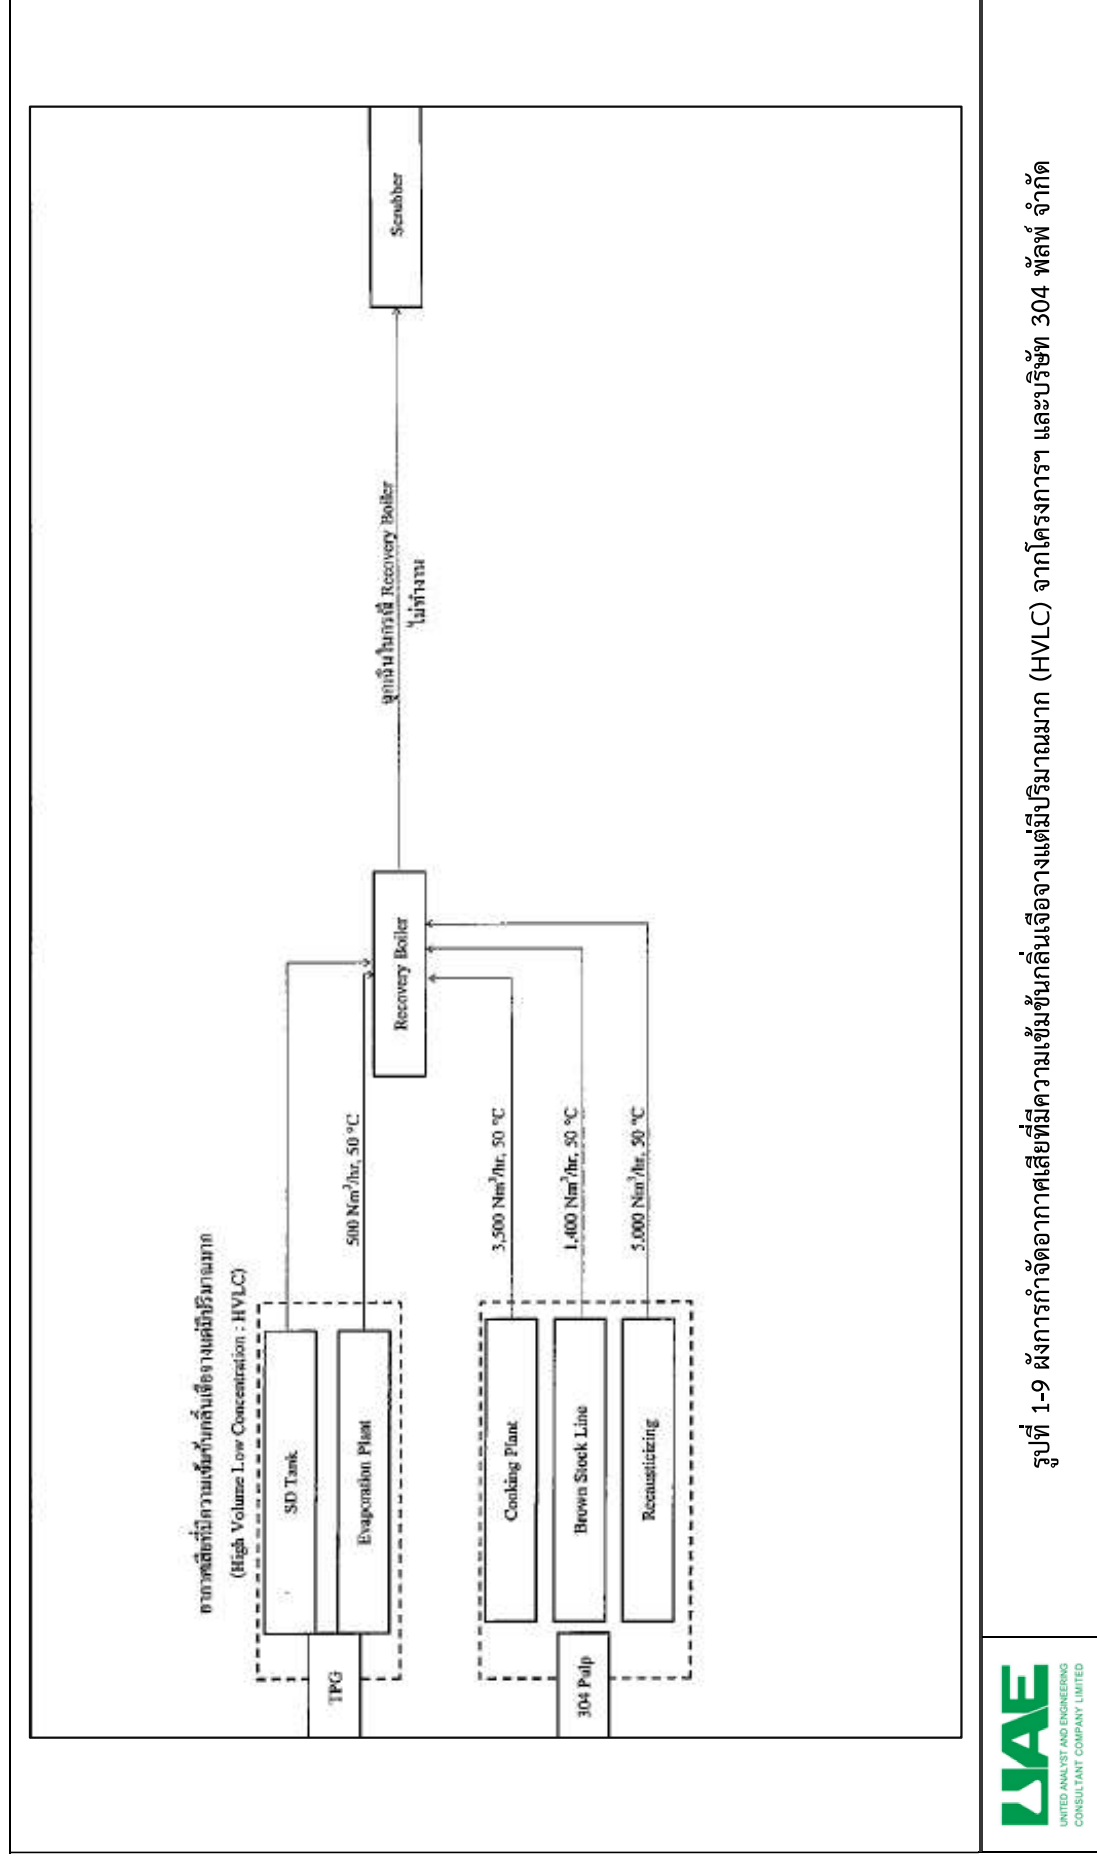 อากาศเสียที่มีความเข้มข้นกลิ่นเจือจางแต่มีปริมาณมาก
(High Volume Low Concentration : HVLC)
TPG
SD Tank
Evaporation Plant
500 Nm³/hr, 50 °C
Recovery Boiler
ฉุกเฉินในกรณี Recovery Boiler
ไม่ทำงาน
Scrubber
304 Pulp
Cooking Plant
3,500 Nm³/hr, 50 °C
Brown Stock Line
1,400 Nm³/hr, 50 °C
Recausticizing
5,000 Nm³/hr, 50 °C
UAE
UNITED ANALYST AND ENGINEERING
CONSULTANT COMPANY LIMITED
รูปที่ 1-9 ผังการกำจัดอากาศเสียที่มีความเข้มข้นกลิ่นเจือจางแต่มีปริมาณมาก (HVLC) จากโครงการฯ และบริษัท 304 พัลพ์ จำกัด